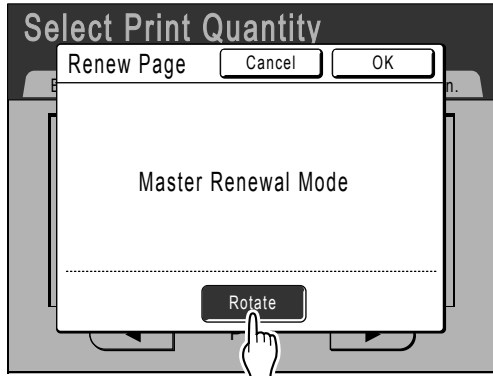 Select Print Quantity
Renew Page Cancel OK
Master Renewal Mode
Rotate